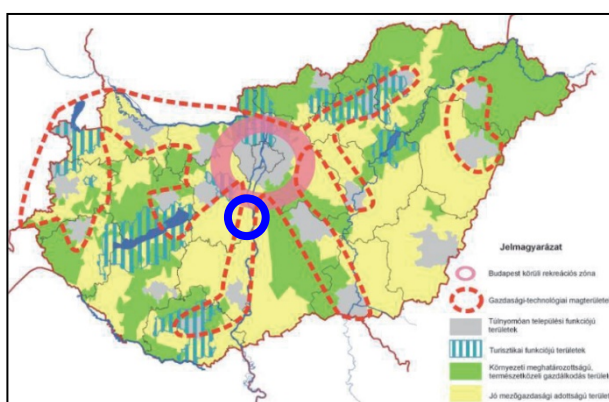 Jelmagyarázat
Budapest körüli rekreációs zóna
Gazdasági-technológiai magterülete
Túlnyomóan települési funkciójú
területek
Turisztikai funkciójú területek
Környezeti meghatározottságú,
természetközeli gazdálkodás terület
Jó mezőgazdasági adottságú terület